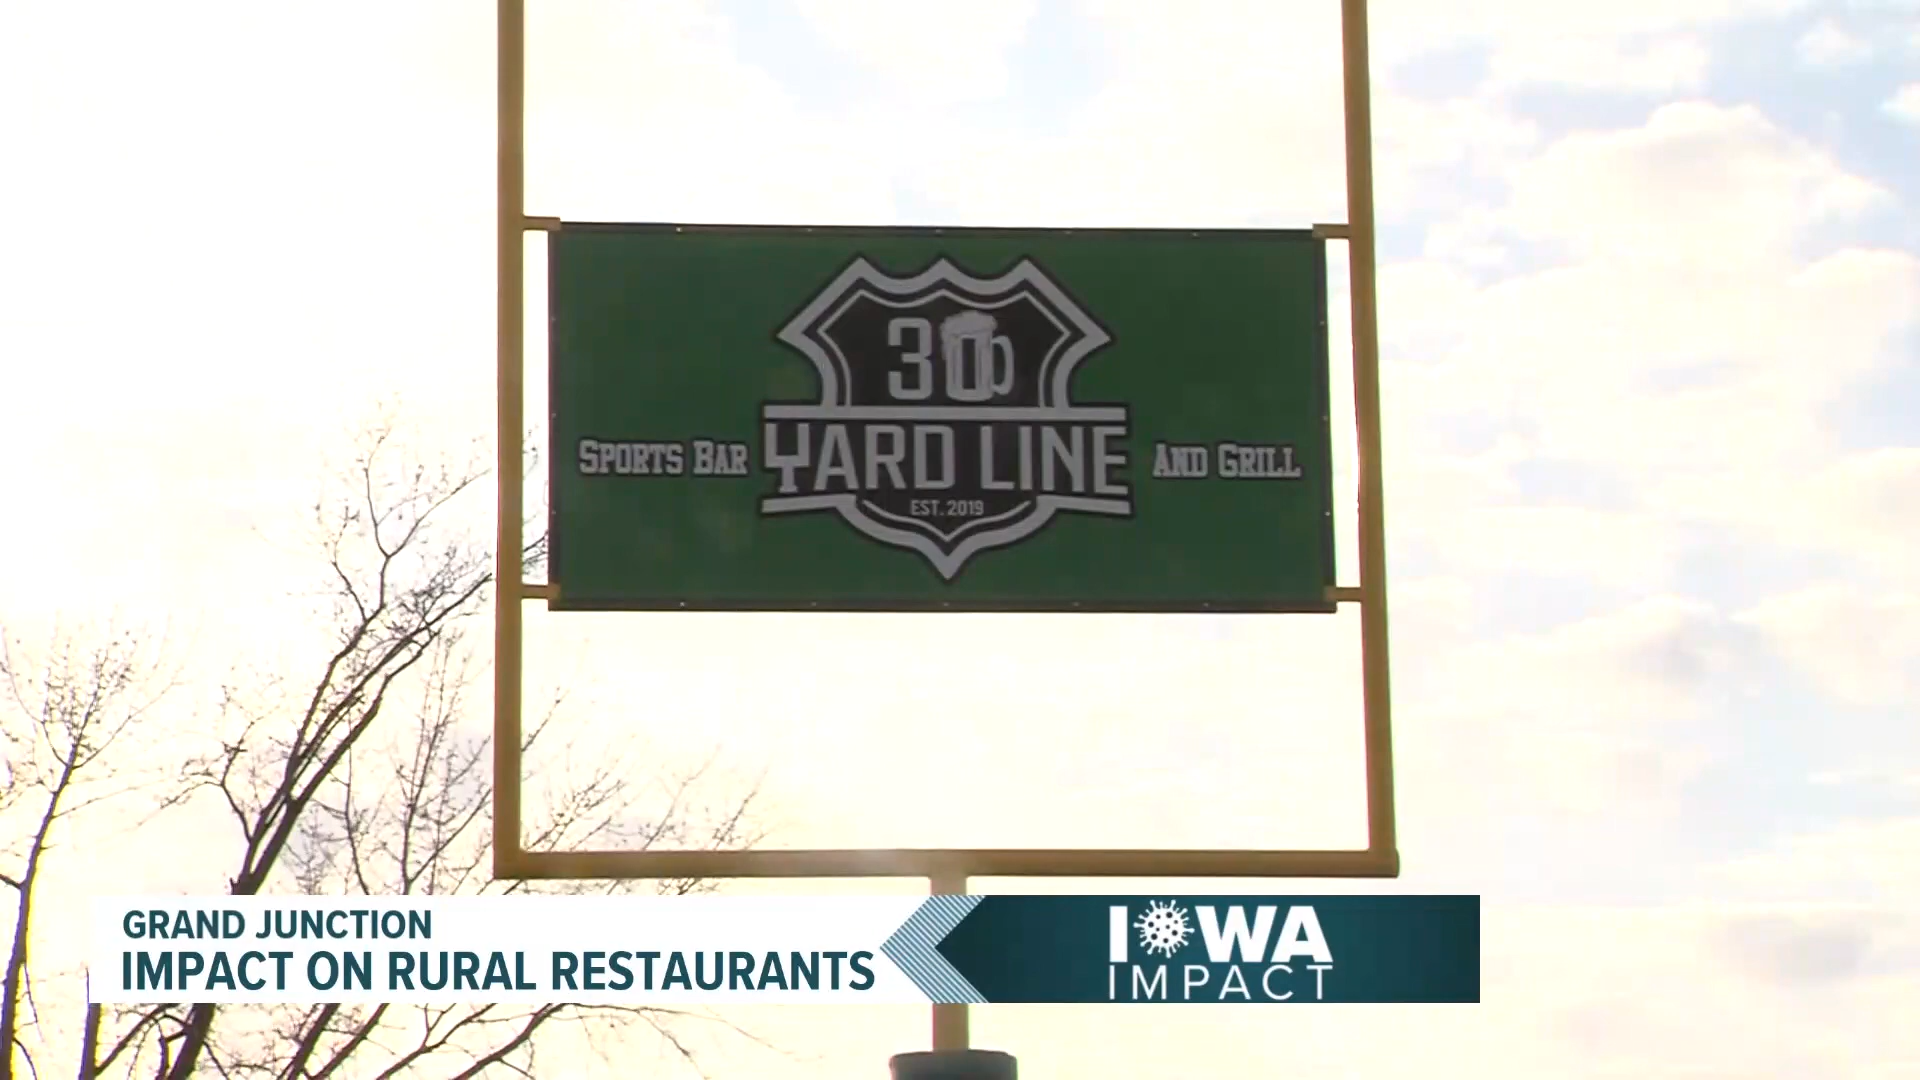 30
SPORTS BAR YARD LINE AND GRILL
EST. 2019
GRAND JUNCTION
IMPACT ON RURAL RESTAURANTS
IOWA
IMPACT